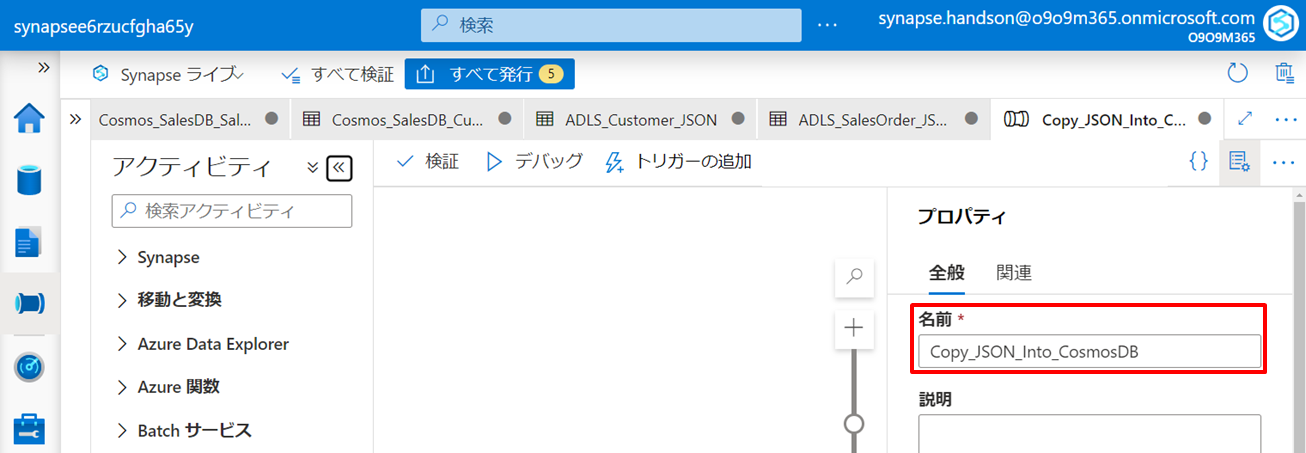 synapsee6rzucfgha65y
検索
synapse.handson@o9o9m365.onmicrosoft.com
O9O9M365
Synapse ライブ
すべて検証
すべて発行 5
Cosmos_SalesDB_Sal...
Cosmos_SalesDB_Cu...
ADLS_Customer_JSON
ADLS_SalesOrder_JS...
Copy_JSON_Into_C...
アクティビティ
検証
デバッグ
トリガーの追加
検索アクティビティ
Synapse
移動と変換
Azure Data Explorer
Azure 関数
Batch サービス
プロパティ
全般
関連
名前 *
Copy_JSON_Into_CosmosDB
説明